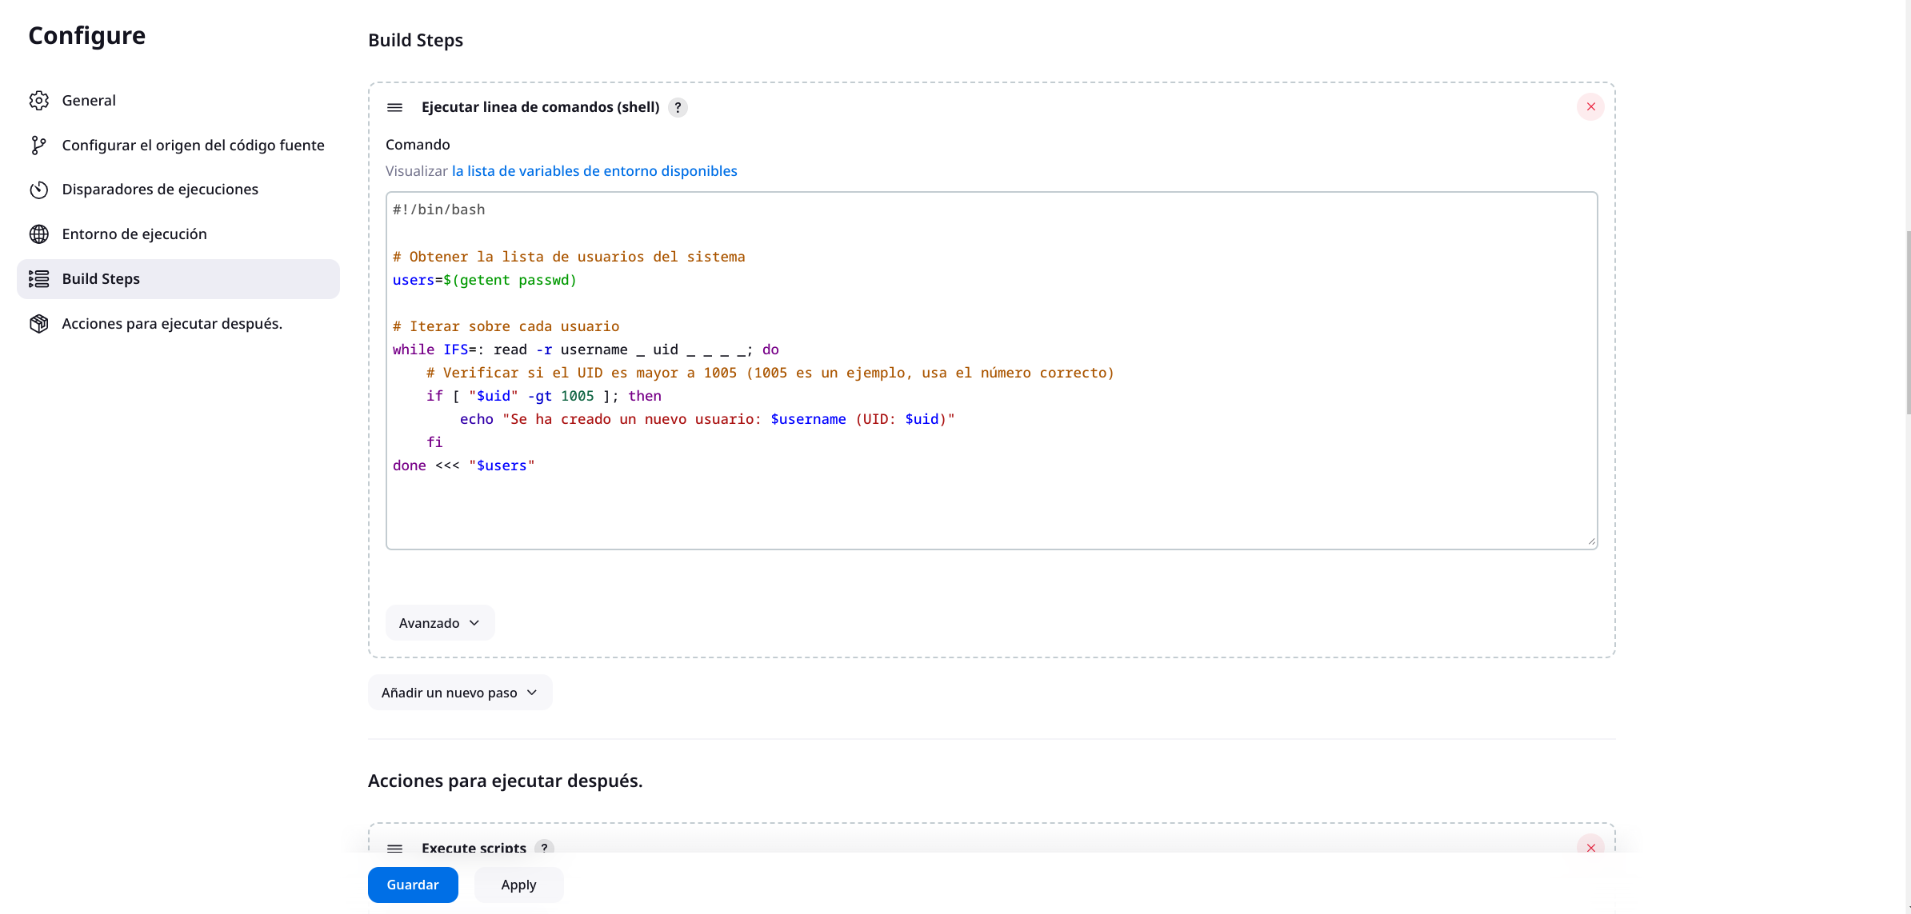 Configure
General
Configurar el origen del código fuente
Disparadores de ejecuciones
Entorno de ejecución
Build Steps
Acciones para ejecutar después.
Build Steps
Ejecutar linea de comandos (shell) ?
Comando
Visualizar la lista de variables de entorno disponibles
#!/bin/bash
# Obtener la lista de usuarios del sistema
users=$(getent passwd)
# Iterar sobre cada usuario
while IFS=: read -r username _ uid _ _ _ _; do
    # Verificar si el UID es mayor a 1005 (1005 es un ejemplo, usa el número correcto)
    if [ "$uid" -gt 1005 ]; then
        echo "Se ha creado un nuevo usuario: $username (UID: $uid)"
    fi
done <<< "$users"
Avanzado
Añadir un nuevo paso
Acciones para ejecutar después.
Execute scripts ?
Guardar Apply